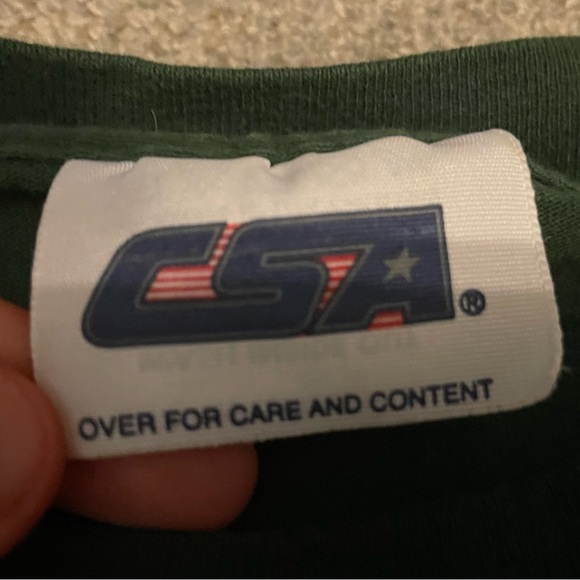 CSA®
OVER FOR CARE AND CONTENT